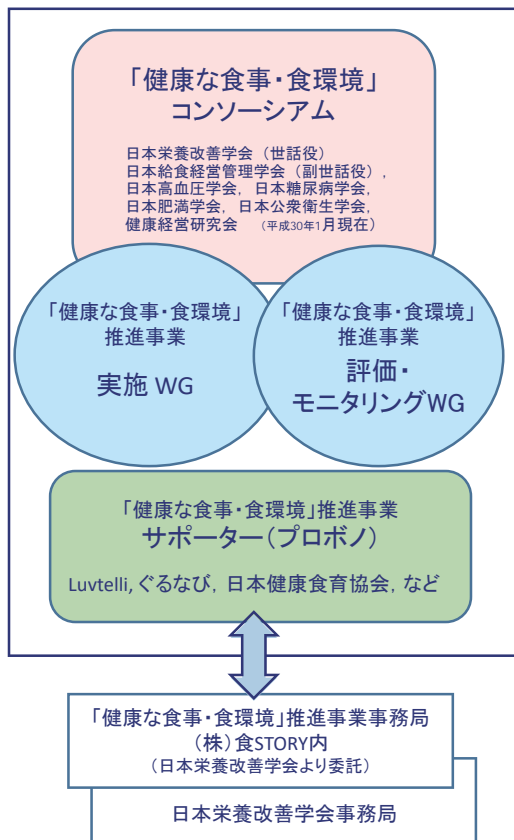 「健康な食事・食環境」
コンソーシアム
日本栄養改善学会（世話役）
日本給食経営管理学会（副世話役）,
日本高血圧学会, 日本糖尿病学会,
日本肥満学会, 日本公衆衛生学会,
健康経営研究会 （平成30年1月現在）
「健康な食事・食環境」
推進事業
実施 WG
「健康な食事・食環境」
推進事業
評価・
モニタリングWG
「健康な食事・食環境」推進事業
サポーター（プロボノ）
Luvtelli, ぐるなび, 日本健康食育協会, など
「健康な食事・食環境」推進事業事務局
（株）食STORY内
（日本栄養改善学会より委託）
日本栄養改善学会事務局